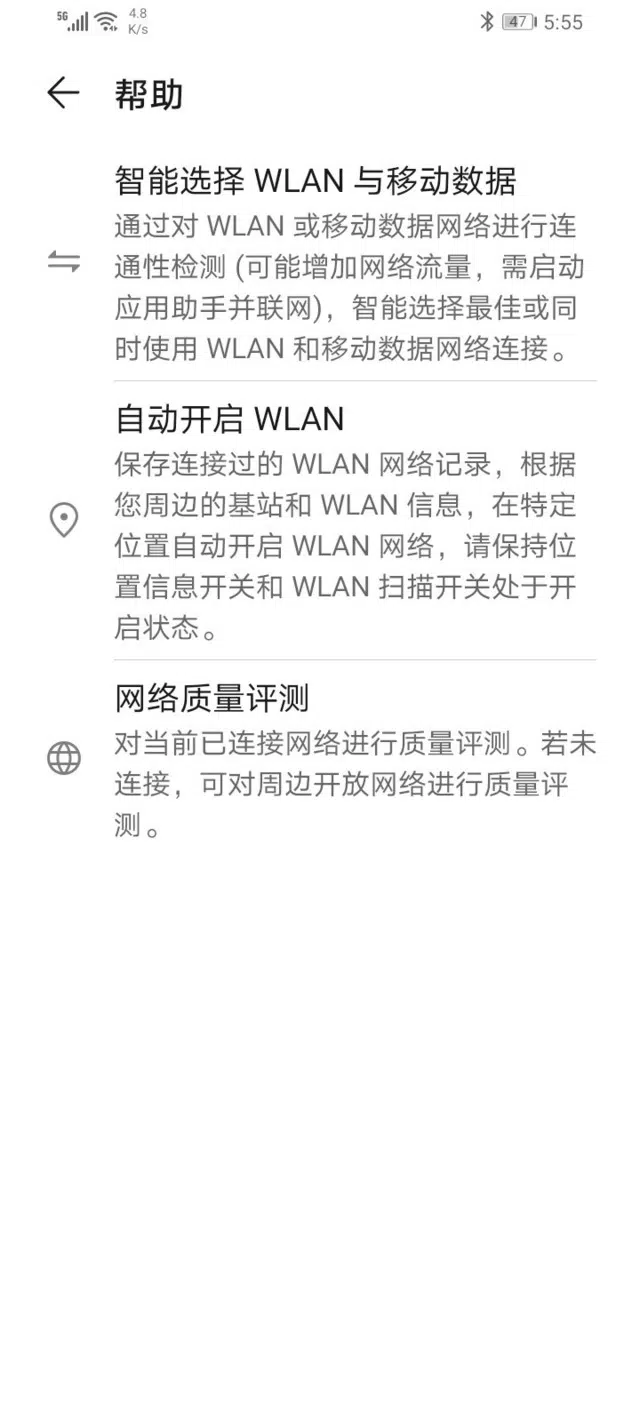 5G 4.8 K/s 47 5:55
帮助
智能选择 WLAN 与移动数据
通过对 WLAN 或移动数据网络进行连
通性检测 (可能增加网络流量，需启动
应用助手并联网)，智能选择最佳或同
时使用 WLAN 和移动数据网络连接。
自动开启 WLAN
保存连接过的 WLAN 网络记录，根据
您周边的基站和 WLAN 信息，在特定
位置自动开启 WLAN 网络，请保持位
置信息开关和 WLAN 扫描开关处于开
启状态。
网络质量评测
对当前已连接网络进行质量评测。若未
连接，可对周边开放网络进行质量评
测。